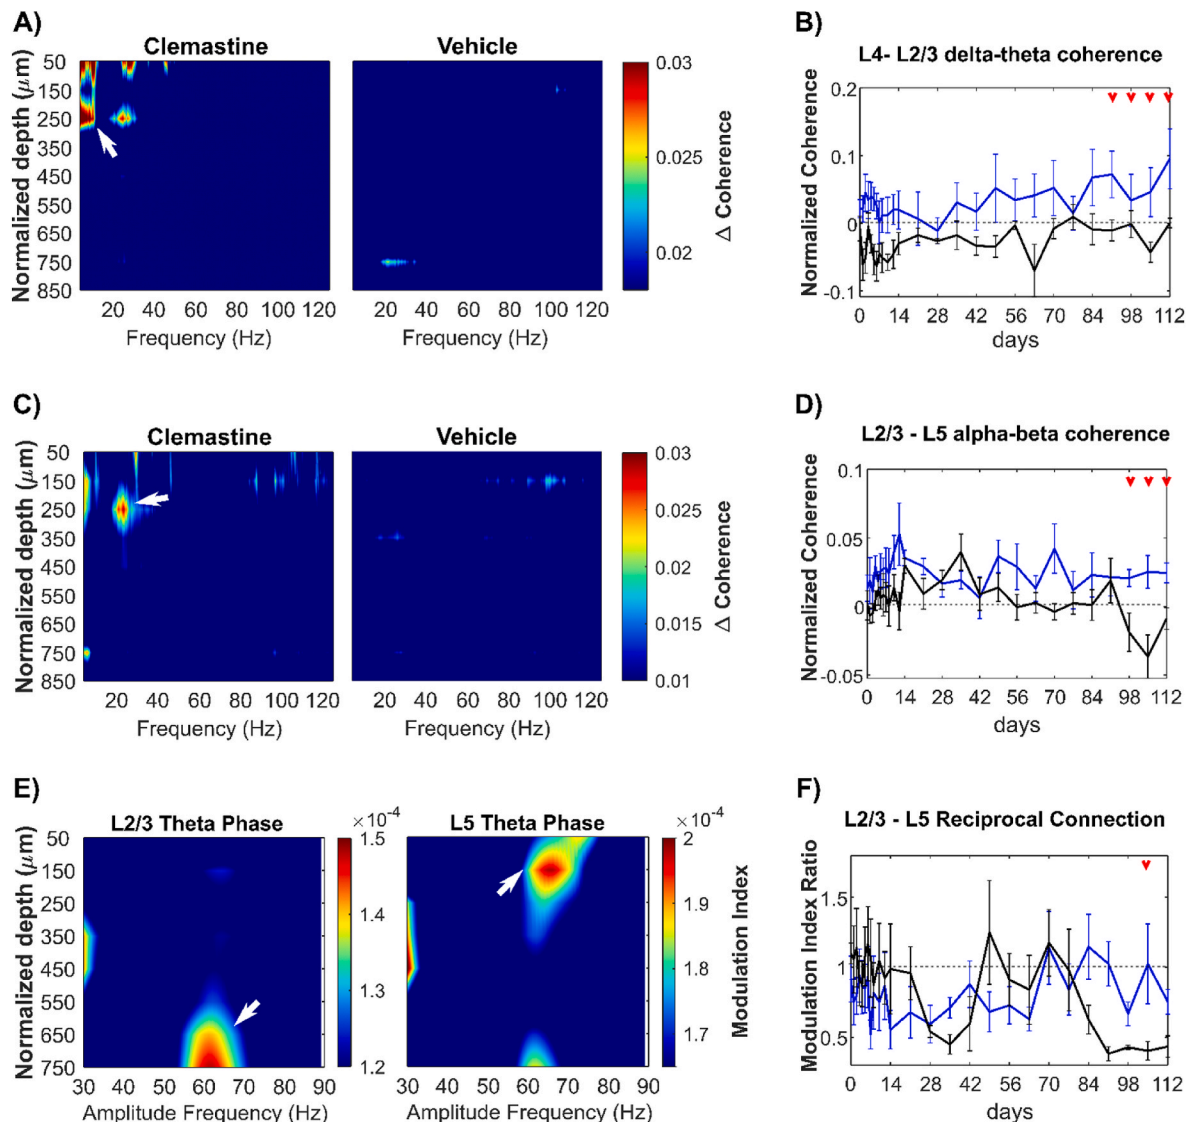 A)
Clemastine
Vehicle
Normalized depth (μm)
50
150
250
350
450
550
650
750
850
20 40 60 80 100 120
20 40 60 80 100 120
Frequency (Hz)
Frequency (Hz)
0.03
0.025
0.02
Δ Coherence
B)
L4- L2/3 delta-theta coherence
Normalized Coherence
0.2
0.1
0
-0.1
0 14 28 42 56 70 84 98 112
days
C)
Clemastine
Vehicle
Normalized depth (μm)
50
150
250
350
450
750
850
20 40 60 80 100 120
20 40 60 80 100 120
Frequency (Hz)
Frequency (Hz)
0.03
0.025
0.02
0.015
0.01
Δ Coherence
D)
L2/3 - L5 alpha-beta coherence
Normalized Coherence
0.1
0.05
0
-0.05
0 14 28 42 56 70 84 98 112
days
E)
L2/3 Theta Phase
L5 Theta Phase
Normalized depth (μm)
50
150
250
350
450
550
650
750
30 40 50 60 70 80 90
30 40 50 60 70 80 90
Amplitude Frequency (Hz)
Amplitude Frequency (Hz)
×10⁻⁴
1.5
1.4
1.3
1.2
×10⁻⁴
2
1.9
1.8
1.7
Modulation Index
F)
L2/3 - L5 Reciprocal Connection
Modulation Index Ratio
1.5
1
0.5
0 14 28 42 56 70 84 98 112
days